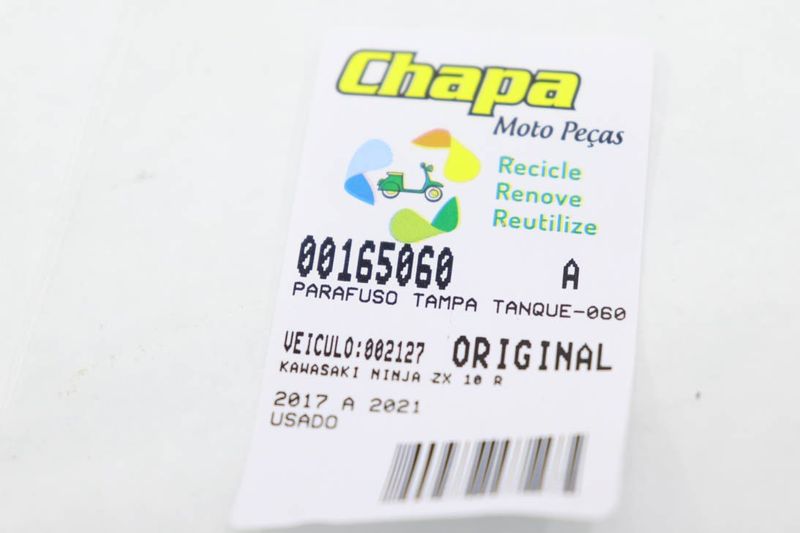 Chapa
Moto Peças
Recicle
Renove
Reutilize
00165060 A
PARAFUSO TAMPA TANQUE-060
VEICULO:002127 ORIGINAL
KAWASAKI NINJA ZX 10 R
2017 A 2021
USADO